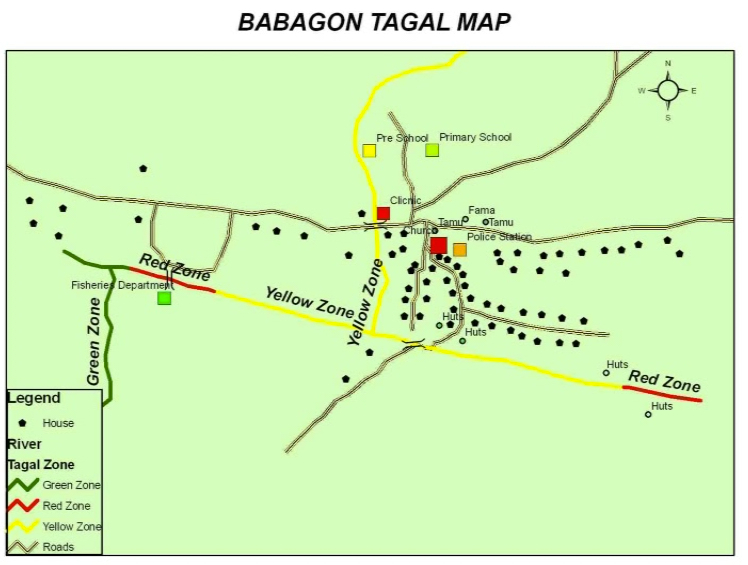 BABAGON TAGAL MAP
N
W E
S
Pre School
Primary School
Clicnic
Fama
Tamu
Tamu
Churc
Police Station
Red Zone
Fisheries Department
Yellow Zone
Yellow Zone
Green Zone
Huts
Huts
Huts
Red Zone
Huts
Legend
House
River
Tagal Zone
Green Zone
Red Zone
Yellow Zone
Roads